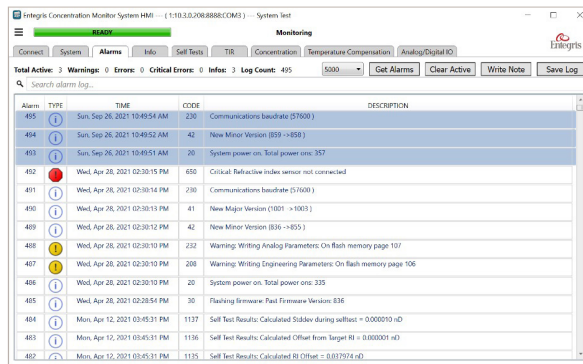 Entegris Concentration Monitor System HMI --- ( 1:10.3.0.208:8888:COM3 ) --- System Test
READY Monitoring
Entegris
Connect System Alarms Info Self Tests TIR Concentration Temperature Compensation Analog/Digital IO
Total Active: 3 Warnings: 0 Errors: 0 Critical Errors: 0 Infos: 3 Log Count: 495 5000 Get Alarms Clear Active Write Note Save Log
Search alarm log...
Alarm TYPE TIME CODE DESCRIPTION
495 Sun, Sep 26, 2021 10:49:54 AM 230 Communications baudrate (57600 )
494 Sun, Sep 26, 2021 10:49:52 AM 42 New Minor Version (859 ->858 )
493 Sun, Sep 26, 2021 10:49:51 AM 20 System power on. Total power ons: 357
492 Wed, Apr 28, 2021 02:30:15 PM 650 Critical: Refractive index sensor not connected
491 Wed, Apr 28, 2021 02:30:14 PM 230 Communications baudrate (57600 )
490 Wed, Apr 28, 2021 02:30:13 PM 41 New Major Version (1001 ->1003 )
489 Wed, Apr 28, 2021 02:30:12 PM 42 New Minor Version (836 ->855 )
488 Wed, Apr 28, 2021 02:30:10 PM 232 Warning: Writing Analog Parameters: On flash memory page 107
487 Wed, Apr 28, 2021 02:30:10 PM 208 Warning: Writing Engineering Parameters: On flash memory page 106
486 Wed, Apr 28, 2021 02:30:10 PM 20 System power on. Total power ons: 335
485 Wed, Apr 28, 2021 02:28:54 PM 30 Flashing firmware: Past Firmware Version: 836
484 Mon, Apr 12, 2021 03:45:31 PM 1137 Self Test Results: Calculated Stddev during selftest = 0.000010 nD
483 Mon, Apr 12, 2021 03:45:31 PM 1136 Self Test Results: Calculated Offset from Target RI = 0.000001 nD
482 Mon, Apr 12, 2021 03:45:31 PM 1135 Self Test Results: Calculated RI Offset = 0.037974 nD